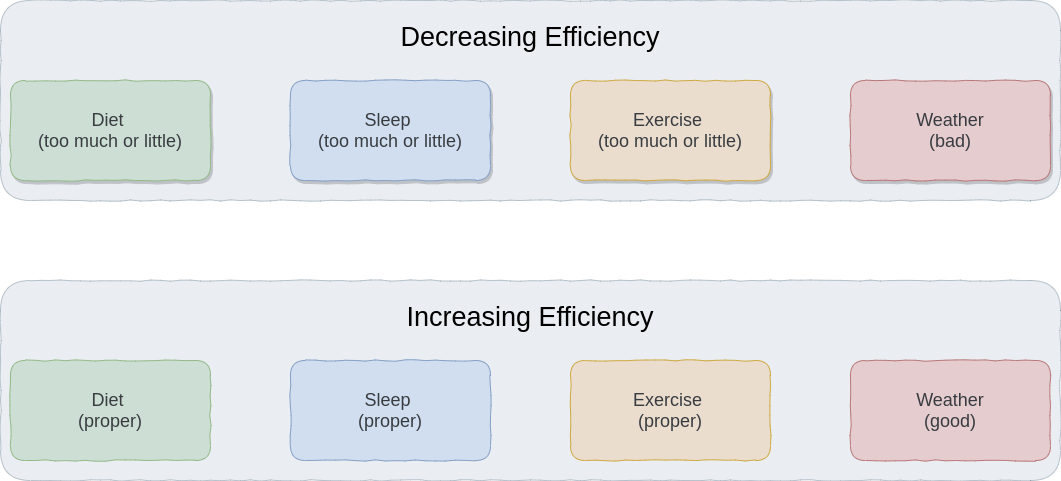 Decreasing Efficiency
Diet
(too much or little)
Sleep
(too much or little)
Exercise
(too much or little)
Weather
(bad)
Increasing Efficiency
Diet
(proper)
Sleep
(proper)
Exercise
(proper)
Weather
(good)